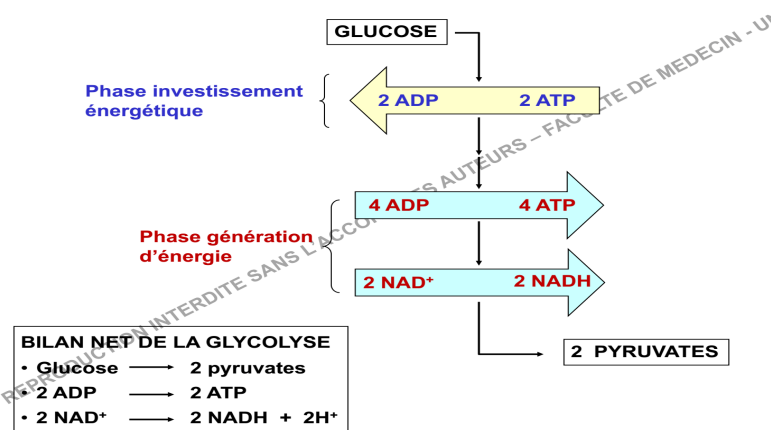 GLUCOSE
Phase investissement
énergétique
2 ADP 2 ATP
4 ADP 4 ATP
Phase génération
d'énergie
2 NAD⁺ 2 NADH
2 PYRUVATES
BILAN NET DE LA GLYCOLYSE
• Glucose → 2 pyruvates
• 2 ADP → 2 ATP
• 2 NAD⁺ → 2 NADH + 2H⁺
REPRODUCTION INTERDITE SANS L'ACCO ES AUTEURS – FACULTE DE MEDECIN - U